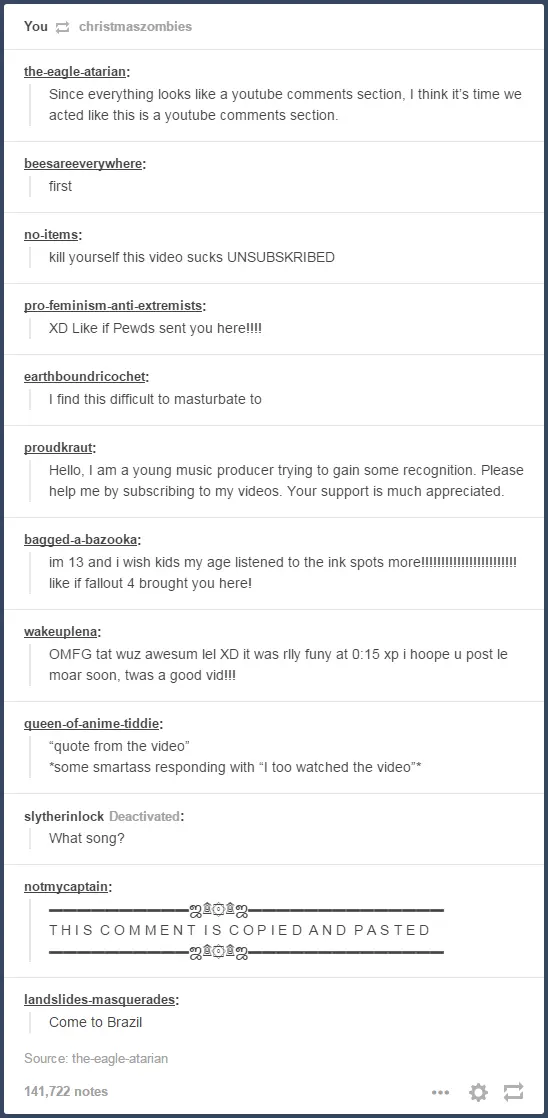 You christmaszombies
the-eagle-atarian:
Since everything looks like a youtube comments section, I think it's time we
acted like this is a youtube comments section.
beesareeverywhere:
first
no-items:
kill yourself this video sucks UNSUBSKRIBED
pro-feminism-anti-extremists:
XD Like if Pewds sent you here!!!!
earthboundricochet:
I find this difficult to masturbate to
proudkraut:
Hello, I am a young music producer trying to gain some recognition. Please
help me by subscribing to my videos. Your support is much appreciated.
bagged-a-bazooka:
im 13 and i wish kids my age listened to the ink spots more!!!!!!!!!!!!!!!!!!!!!!!!
like if fallout 4 brought you here!
wakeuplena:
OMFG tat wuz awesum lel XD it was rlly funy at 0:15 xp i hoope u post le
moar soon, twas a good vid!!!
queen-of-anime-tiddie:
“quote from the video”
*some smartass responding with “I too watched the video”*
slytherinlock Deactivated:
What song?
notmycaptain:
▬▬▬▬▬▬▬▬▬▬ஜ۩۞۩ஜ▬▬▬▬▬▬▬▬▬▬▬▬▬▬
T H I S C O M M E N T I S C O P I E D A N D P A S T E D
▬▬▬▬▬▬▬▬▬▬ஜ۩۞۩ஜ▬▬▬▬▬▬▬▬▬▬▬▬▬▬
landslides-masquerades:
Come to Brazil
Source: the-eagle-atarian
141,722 notes